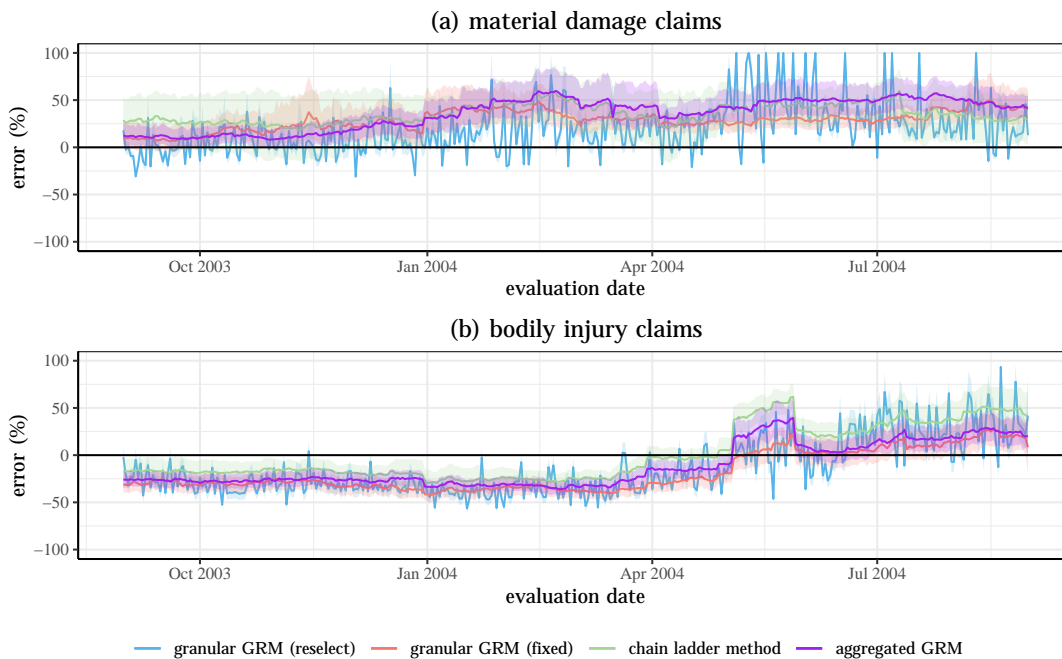 (a) material damage claims
100
50
0
−50
−100
error (%)
Oct 2003 Jan 2004 Apr 2004 Jul 2004
evaluation date
(b) bodily injury claims
100
50
0
−50
−100
error (%)
Oct 2003 Jan 2004 Apr 2004 Jul 2004
evaluation date
granular GRM (reselect) granular GRM (fixed) chain ladder method aggregated GRM